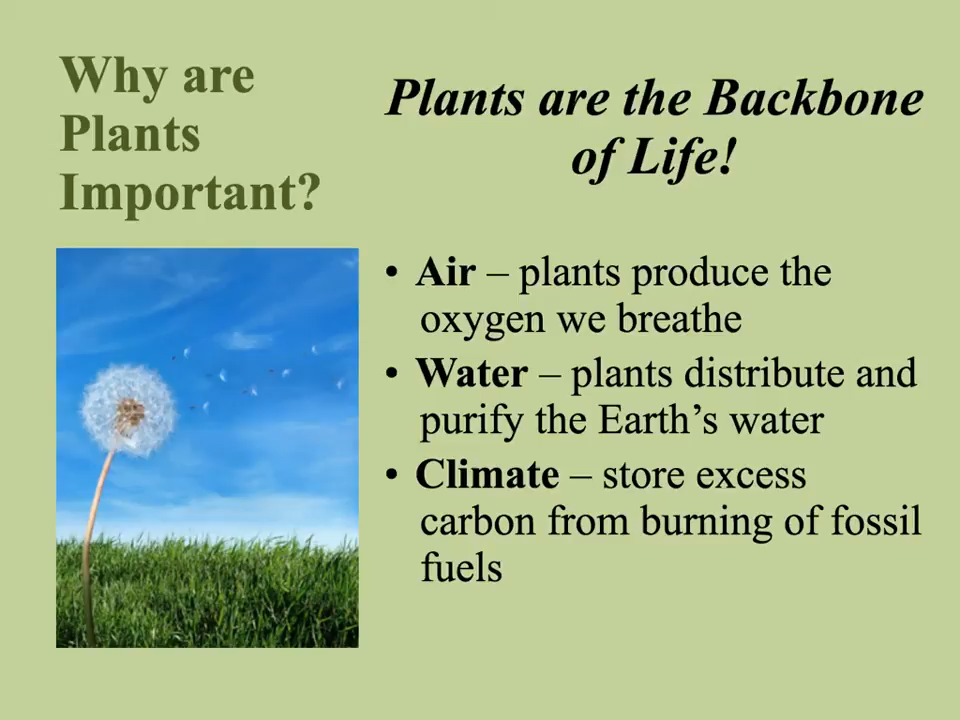 Why are
Plants
Important?
Plants are the Backbone
of Life!
• Air – plants produce the
oxygen we breathe
• Water – plants distribute and
purify the Earth’s water
• Climate – store excess
carbon from burning of fossil
fuels